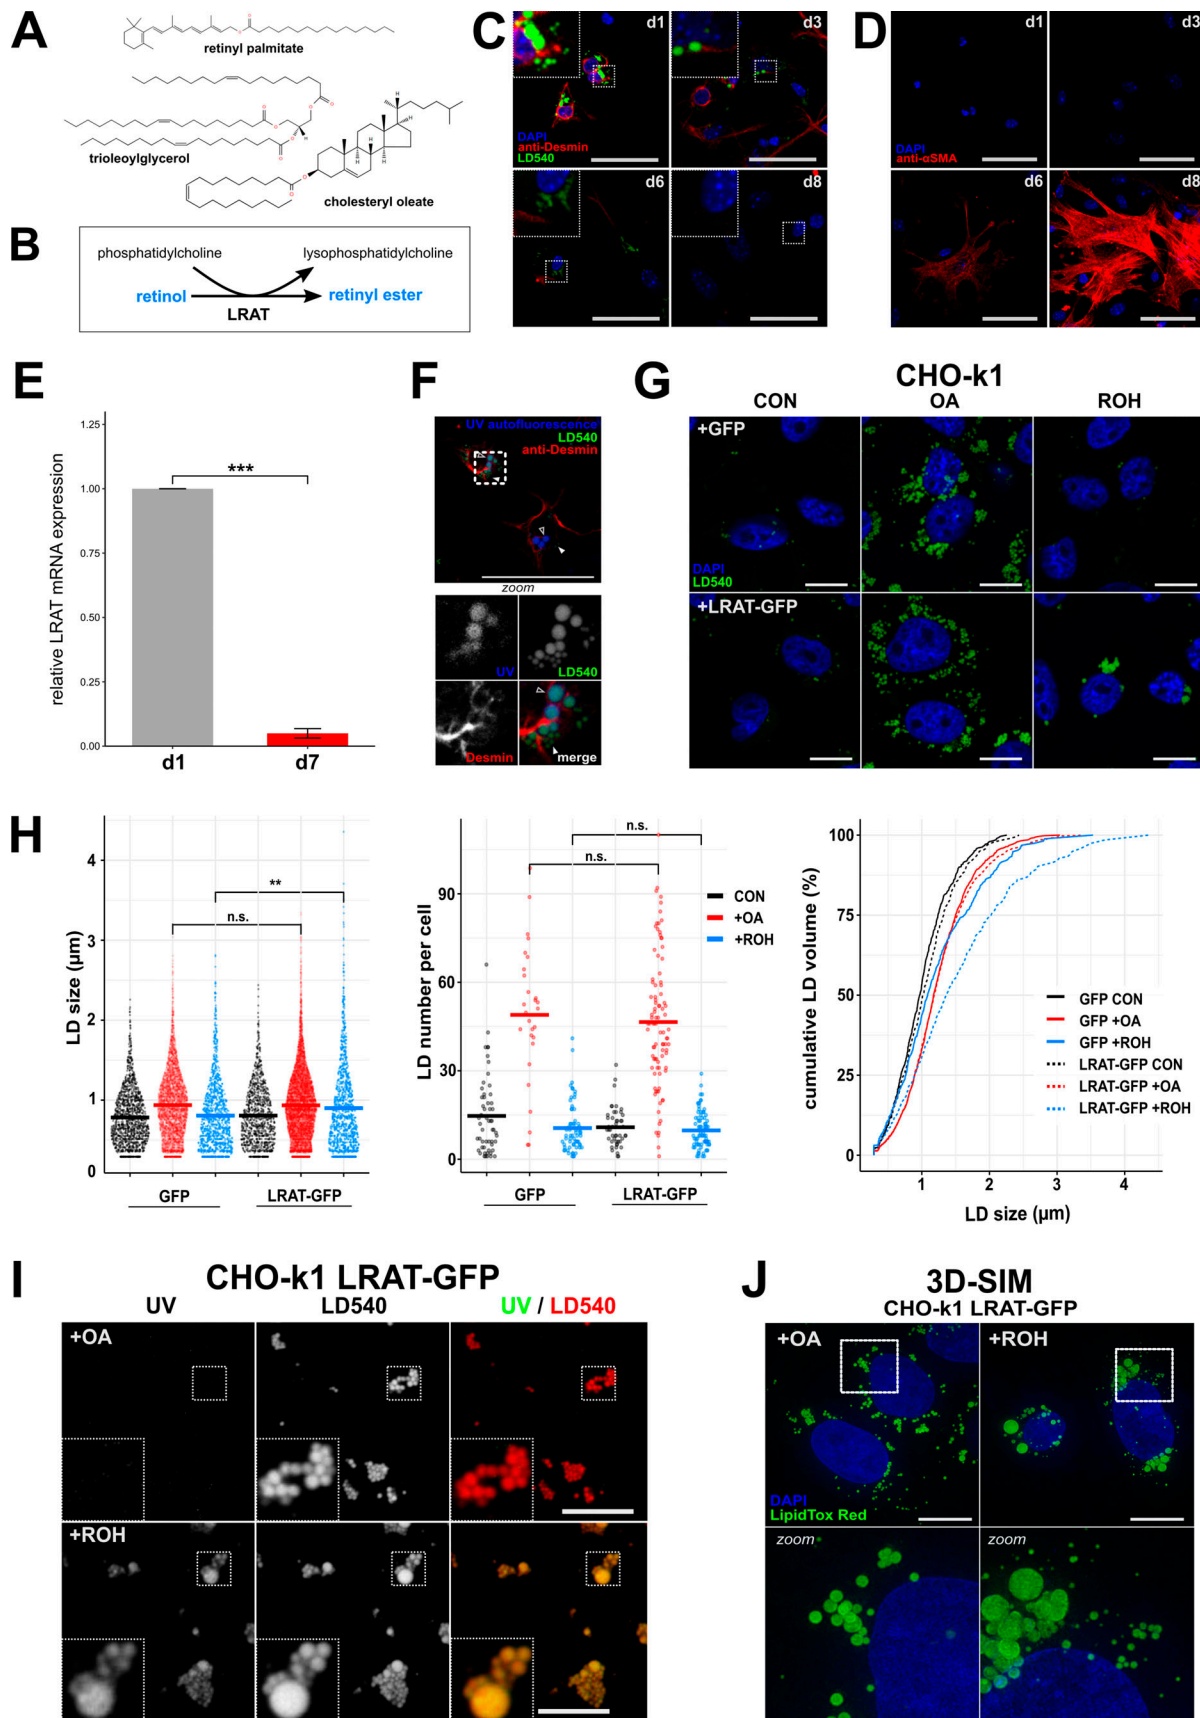 A
retinyl palmitate
trioleoylglycerol
cholesteryl oleate
B
phosphatidylcholine
lysophosphatidylcholine
retinol
retinyl ester
LRAT
C
d1
d3
DAPI
anti-Desmin
LD540
d6
d8
D
d1
d3
DAPI
anti-αSMA
d6
d8
E
relative LRAT mRNA expression
1.25
1.00
0.75
0.50
0.25
0.00
***
d1
d7
F
UV autofluorescence
LD540
anti-Desmin
zoom
UV
LD540
Desmin
merge
G
CHO-k1
CON
OA
ROH
+GFP
DAPI
LD540
+LRAT-GFP
H
LD size (µm)
4
3
2
1
0
**
n.s.
GFP
LRAT-GFP
LD number per cell
90
60
30
0
n.s.
n.s.
CON
+OA
+ROH
GFP
LRAT-GFP
cumulative LD volume (%)
100
75
50
25
0
GFP CON
GFP +OA
GFP +ROH
LRAT-GFP CON
LRAT-GFP +OA
LRAT-GFP +ROH
1
2
3
4
LD size (µm)
I
CHO-k1 LRAT-GFP
UV
LD540
UV / LD540
+OA
+ROH
J
3D-SIM
CHO-k1 LRAT-GFP
+OA
+ROH
DAPI
LipidTox Red
zoom
zoom